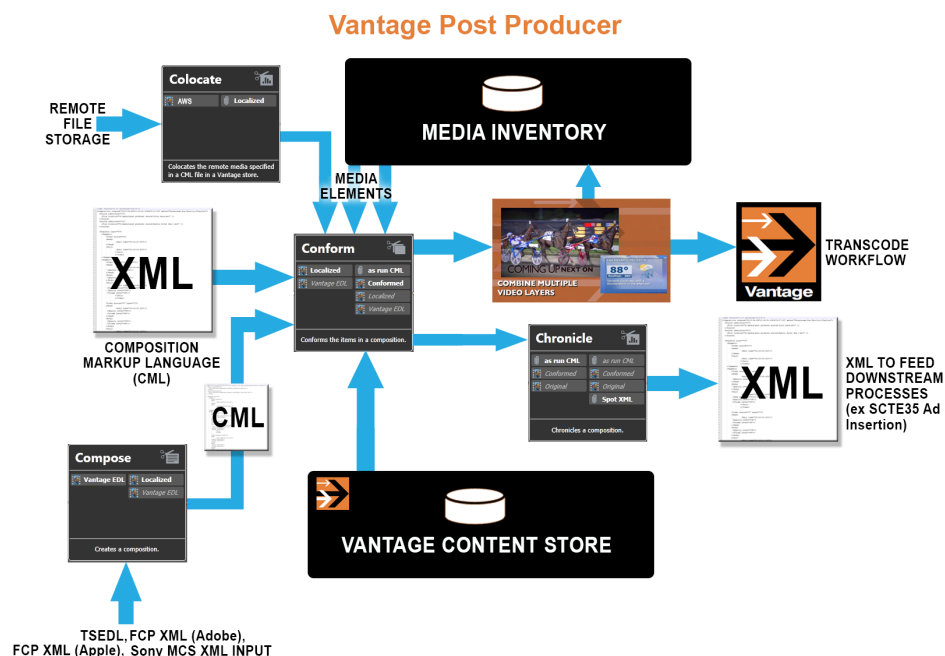 Vantage Post Producer
Colocate
AWS
Localized
Colocates the remote media specified
in a CML file in a Vantage store.
REMOTE
FILE
STORAGE
MEDIA INVENTORY
MEDIA
ELEMENTS
XML
COMPOSITION
MARKUP LANGUAGE
(CML)
Conform
Localized
as run CML
Vantage EDL
Conformed
Localized
Vantage EDL
Conforms the items in a composition.
COMING UP NEXT ON
88°
COMBINE MULTIPLE
VIDEO LAYERS
Vantage
TRANSCODE
WORKFLOW
Chronicle
as run CML
as run CML
Conformed
Conformed
Original
Original
Spot XML
Chronicles a composition.
XML
XML TO FEED
DOWNSTREAM
PROCESSES
(ex SCTE35 Ad
Insertion)
CML
Compose
Vantage EDL
Localized
Vantage EDL
Creates a composition.
VANTAGE CONTENT STORE
TSEDL, FCP XML (Adobe),
FCP XML (Apple), Sony MCS XML INPUT